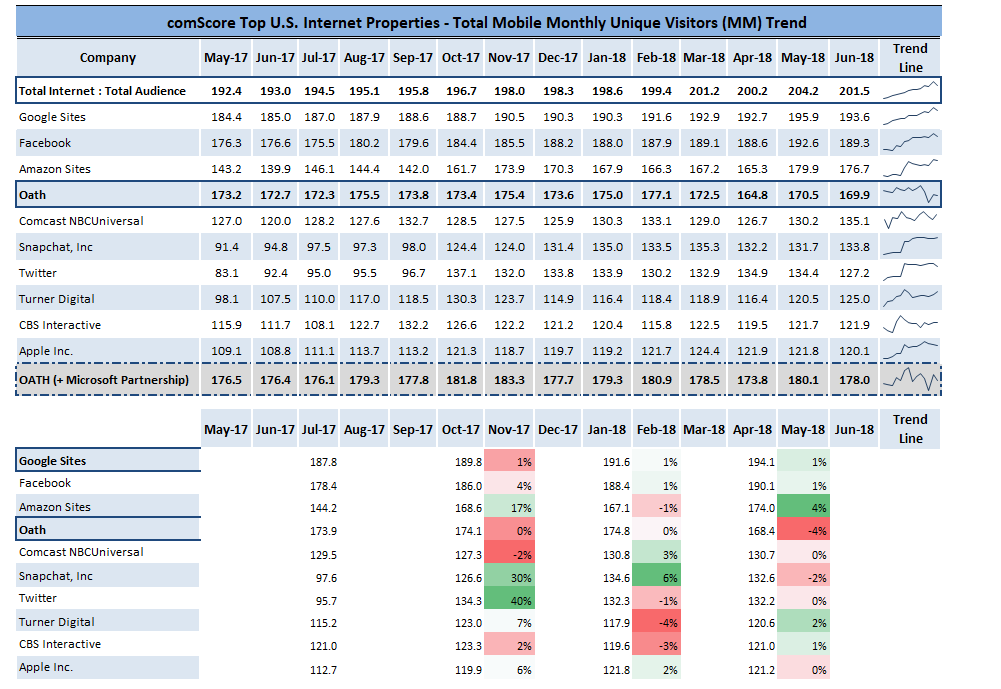 comScore Top U.S. Internet Properties - Total Mobile Monthly Unique Visitors (MM) Trend
Company May-17 Jun-17 Jul-17 Aug-17 Sep-17 Oct-17 Nov-17 Dec-17 Jan-18 Feb-18 Mar-18 Apr-18 May-18 Jun-18 Trend
Line
Total Internet : Total Audience 192.4 193.0 194.5 195.1 195.8 196.7 198.0 198.3 198.6 199.4 201.2 200.2 204.2 201.5
Google Sites 184.4 185.0 187.0 187.9 188.6 188.7 190.5 190.3 190.3 191.6 192.9 192.7 195.9 193.6
Facebook 176.3 176.6 175.5 180.2 179.6 184.4 185.5 188.2 188.0 187.9 189.1 188.6 192.6 189.3
Amazon Sites 143.2 139.9 146.1 144.4 142.0 161.7 173.9 170.3 167.9 166.3 167.2 165.3 179.9 176.7
Oath 173.2 172.7 172.3 175.5 173.8 173.4 175.4 173.6 175.0 177.1 172.5 164.8 170.5 169.9
Comcast NBCUniversal 127.0 120.0 128.2 127.6 132.7 128.5 127.5 125.9 130.3 133.1 129.0 126.7 130.2 135.1
Snapchat, Inc 91.4 94.8 97.5 97.3 98.0 124.4 124.0 131.4 135.0 133.5 135.3 132.2 131.7 133.8
Twitter 83.1 92.4 95.0 95.5 96.7 137.1 132.0 133.8 133.9 130.2 132.9 134.9 134.4 127.2
Turner Digital 98.1 107.5 110.0 117.0 118.5 130.3 123.7 114.9 116.4 118.4 118.9 116.4 120.5 125.0
CBS Interactive 115.9 111.7 108.1 122.7 132.2 126.6 122.2 121.2 120.4 115.8 122.5 119.5 121.7 121.9
Apple Inc. 109.1 108.8 111.1 113.7 113.2 121.3 118.7 119.7 119.2 121.7 124.4 121.9 121.8 120.1
OATH (+ Microsoft Partnership) 176.5 176.4 176.1 179.3 177.8 181.8 183.3 177.7 179.3 180.9 178.5 173.8 180.1 178.0
May-17 Jun-17 Jul-17 Aug-17 Sep-17 Oct-17 Nov-17 Dec-17 Jan-18 Feb-18 Mar-18 Apr-18 May-18 Jun-18 Trend
Line
Google Sites 187.8 189.8 1% 191.6 1% 194.1 1%
Facebook 178.4 186.0 4% 188.4 1% 190.1 1%
Amazon Sites 144.2 168.6 17% 167.1 -1% 174.0 4%
Oath 173.9 174.1 0% 174.8 0% 168.4 -4%
Comcast NBCUniversal 129.5 127.3 -2% 130.8 3% 130.7 0%
Snapchat, Inc 97.6 126.6 30% 134.6 6% 132.6 -2%
Twitter 95.7 134.3 40% 132.3 -1% 132.2 0%
Turner Digital 115.2 123.0 7% 117.9 -4% 120.6 2%
CBS Interactive 121.0 123.3 2% 119.6 -3% 121.0 1%
Apple Inc. 112.7 119.9 6% 121.8 2% 121.2 0%